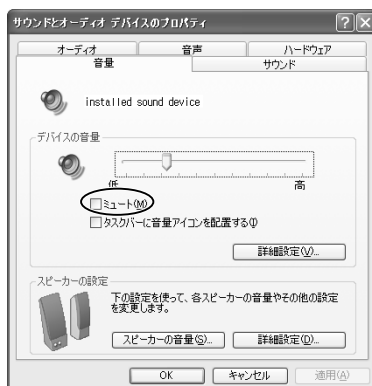 サウンドとオーディオ デバイスのプロパティ
オーディオ 音声 ハードウェア
音量 サウンド
installed sound device
デバイスの音量
低 高
ミュート(M)
タスクバーに音量アイコンを配置する(I)
詳細設定(V)...
スピーカーの設定
下の設定を使って、各スピーカーの音量やその他の設定
を変更します。
スピーカーの音量(S)... 詳細設定(D)...
OK キャンセル 適用(A)